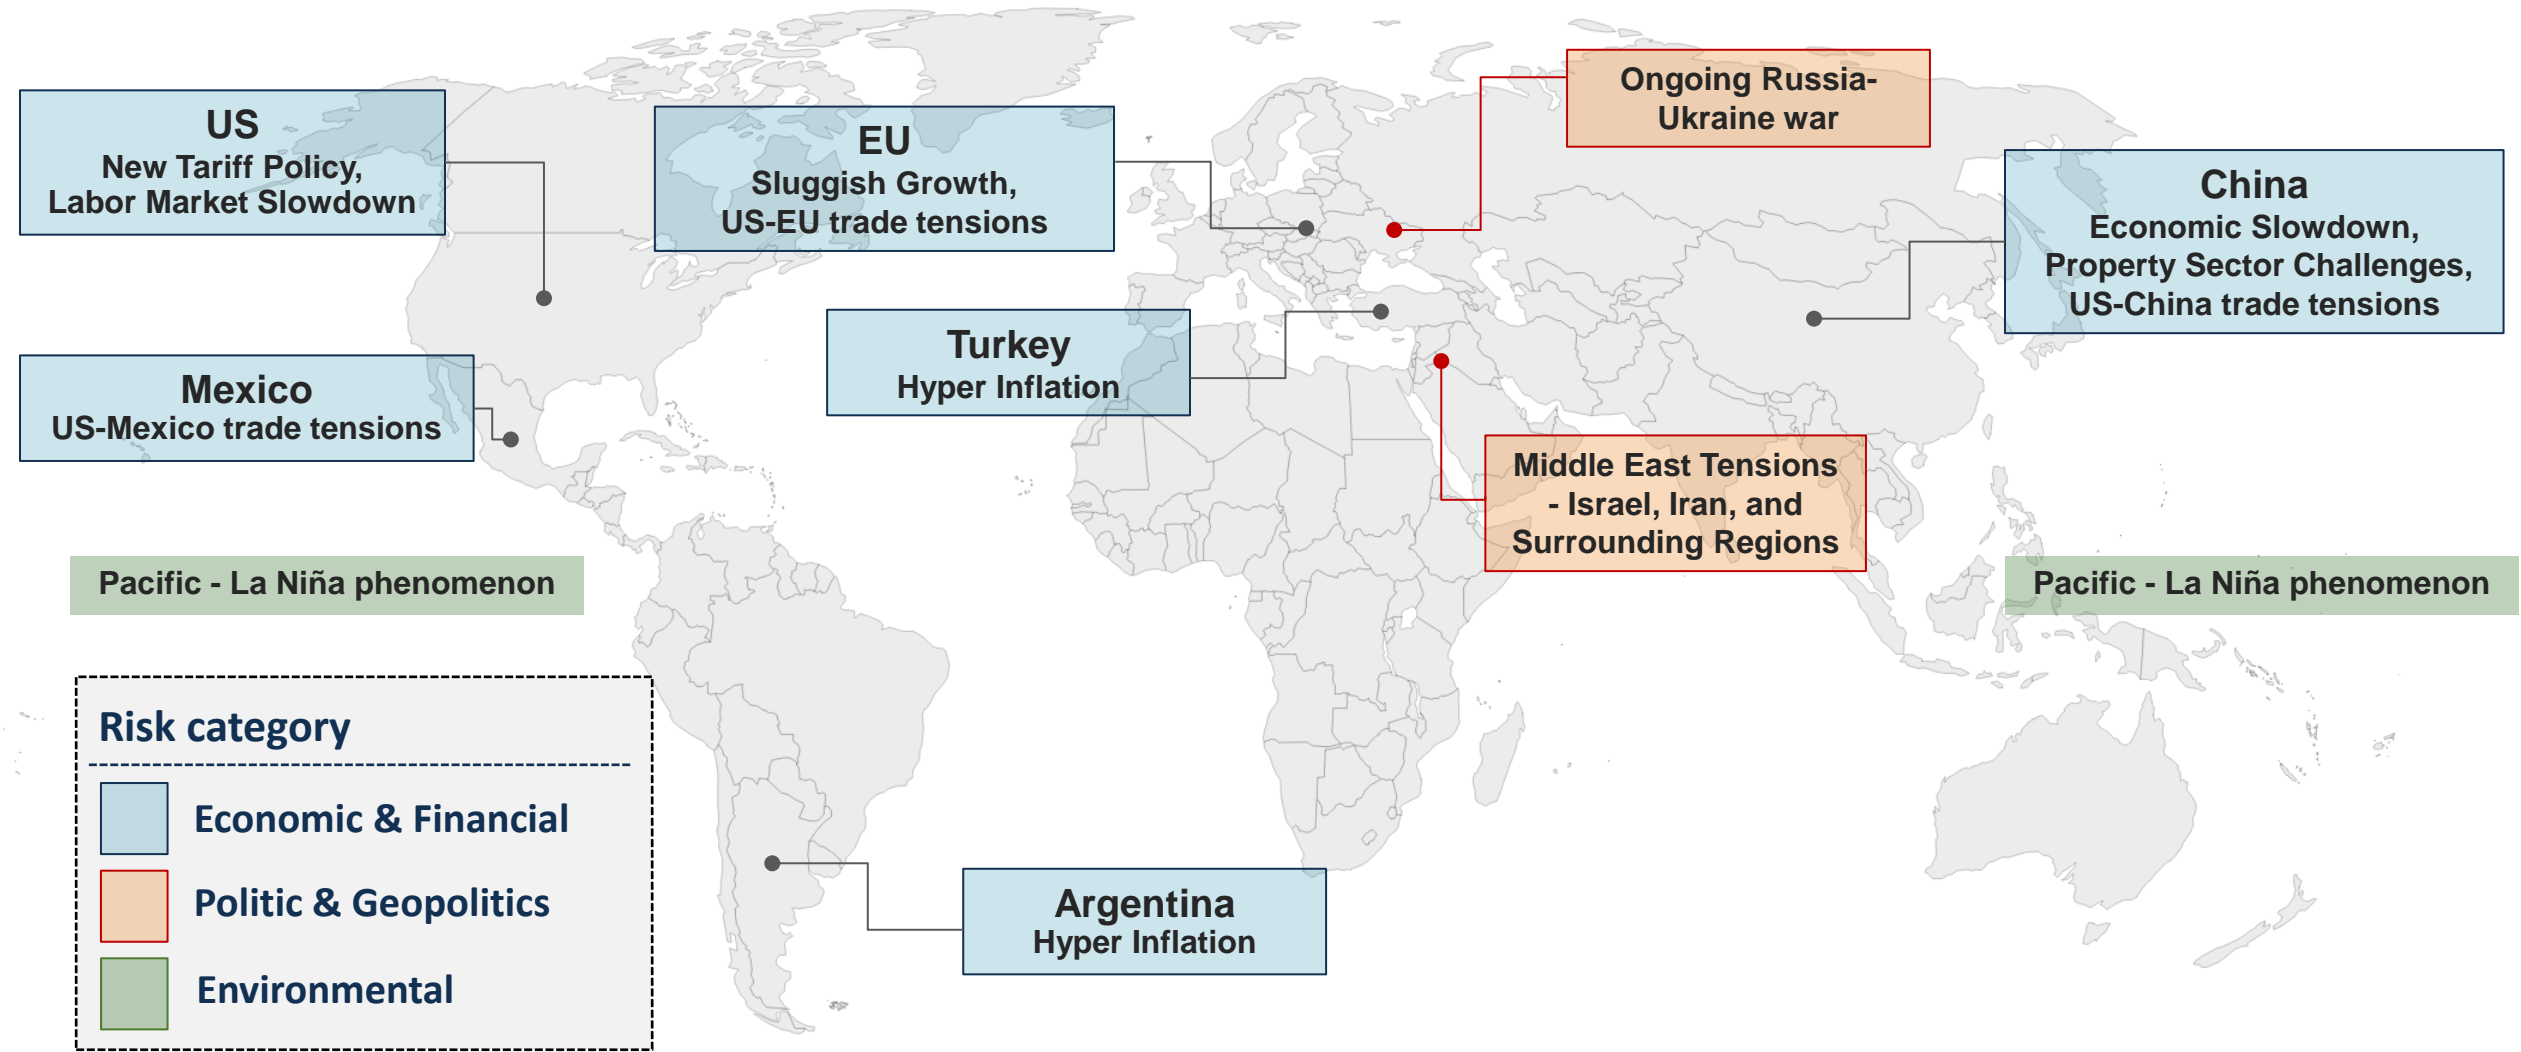 Ongoing Russia-
Ukraine war
US
New Tariff Policy,
Labor Market Slowdown
EU
Sluggish Growth,
US-EU trade tensions
China
Economic Slowdown,
Property Sector Challenges,
US-China trade tensions
Turkey
Hyper Inflation
Mexico
US-Mexico trade tensions
Middle East Tensions
- Israel, Iran, and
Surrounding Regions
Pacific - La Niña phenomenon
Pacific - La Niña phenomenon
Risk category
Economic & Financial
Politic & Geopolitics
Environmental
Argentina
Hyper Inflation